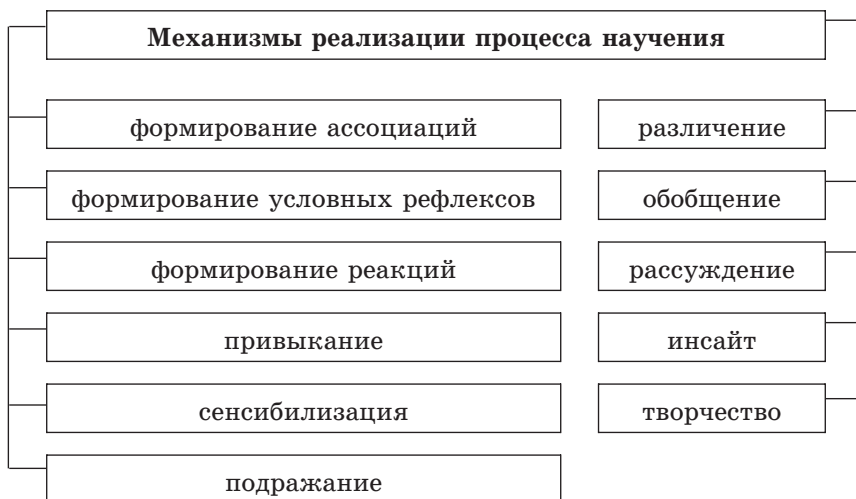 Механизмы реализации процесса научения
формирование ассоциаций
различение
формирование условных рефлексов
обобщение
формирование реакций
рассуждение
привыкание
инсайт
сенсибилизация
творчество
подражание